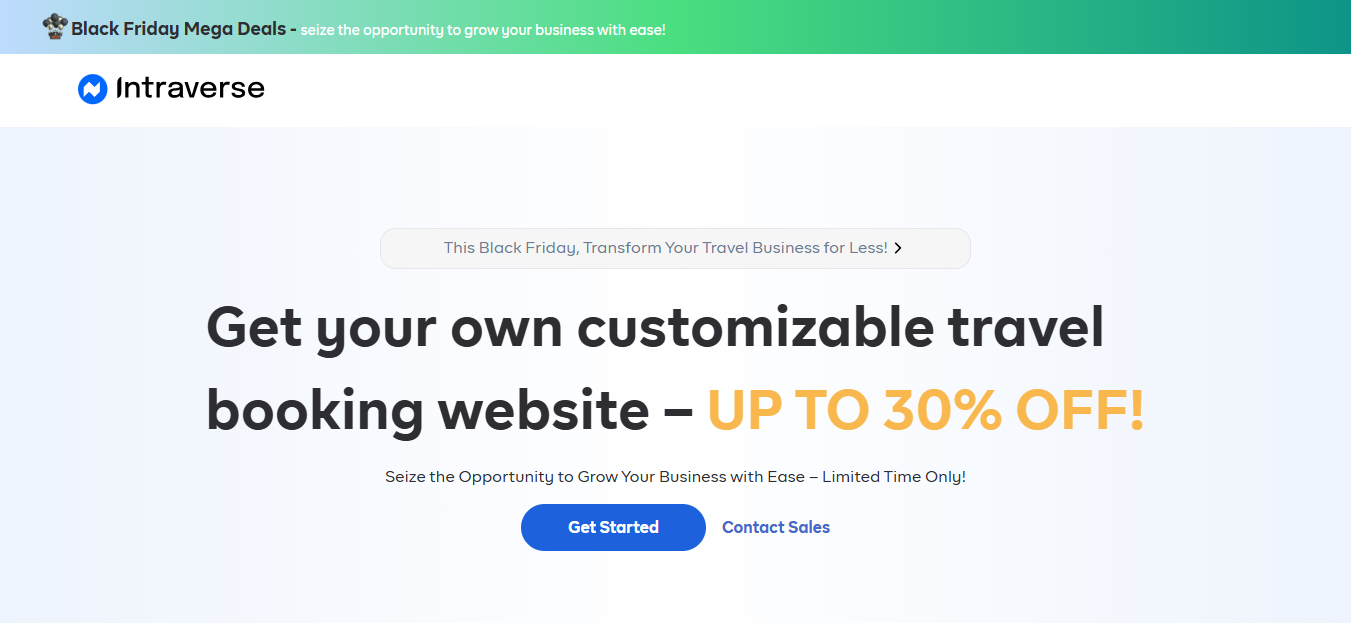 Black Friday Mega Deals - seize the opportunity to grow your business with ease!
Intraverse
This Black Friday, Transform Your Travel Business for Less!
Get your own customizable travel
booking website – UP TO 30% OFF!
Seize the Opportunity to Grow Your Business with Ease – Limited Time Only!
Get Started Contact Sales